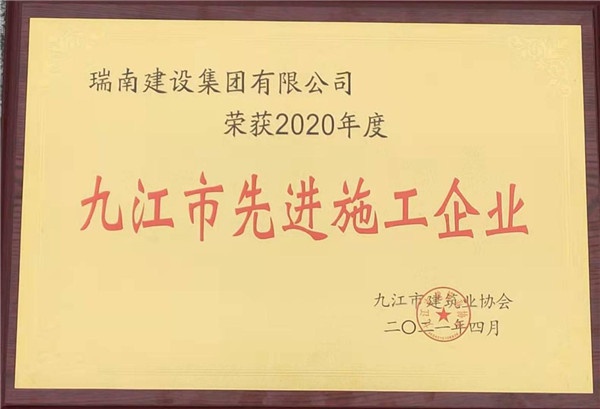 瑞南建设集团有限公司
荣获2020年度
九江市先进施工企业
九江市建筑业协会
二〇二一年四月